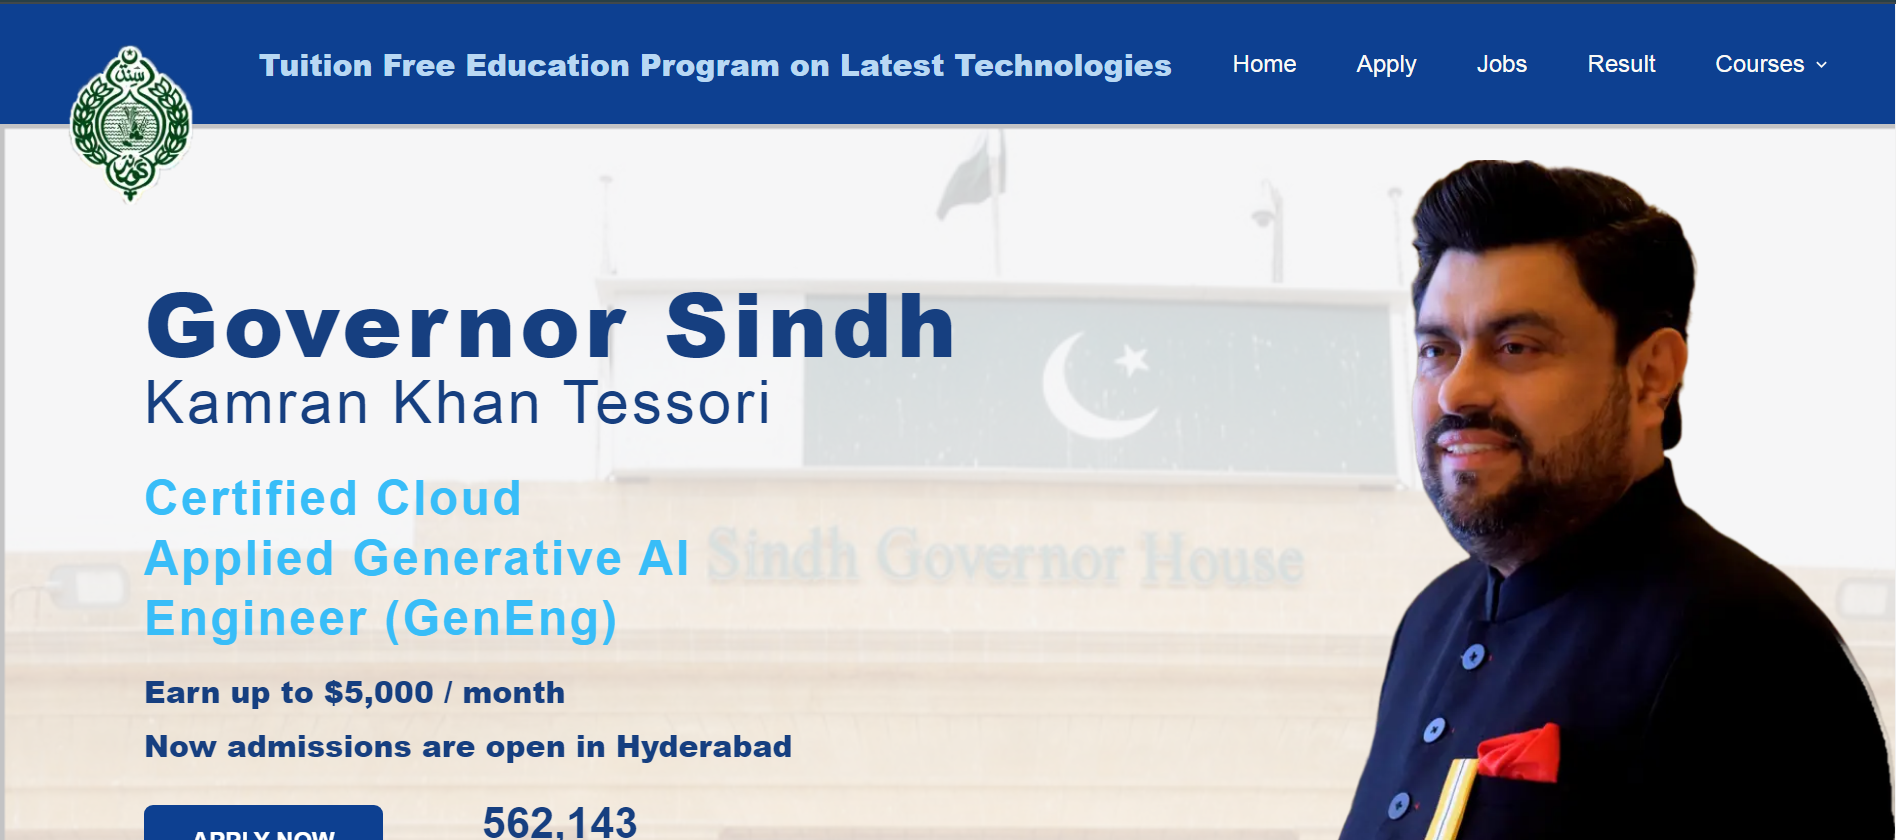 Tuition Free Education Program on Latest Technologies
Home
Apply
Jobs
Result
Courses
Governor Sindh
Kamran Khan Tessori
Certified Cloud
Applied Generative AI
Engineer (GenEng)
Sindh Governor House
Earn up to $5,000 / month
Now admissions are open in Hyderabad
APPLY NOW
562,143